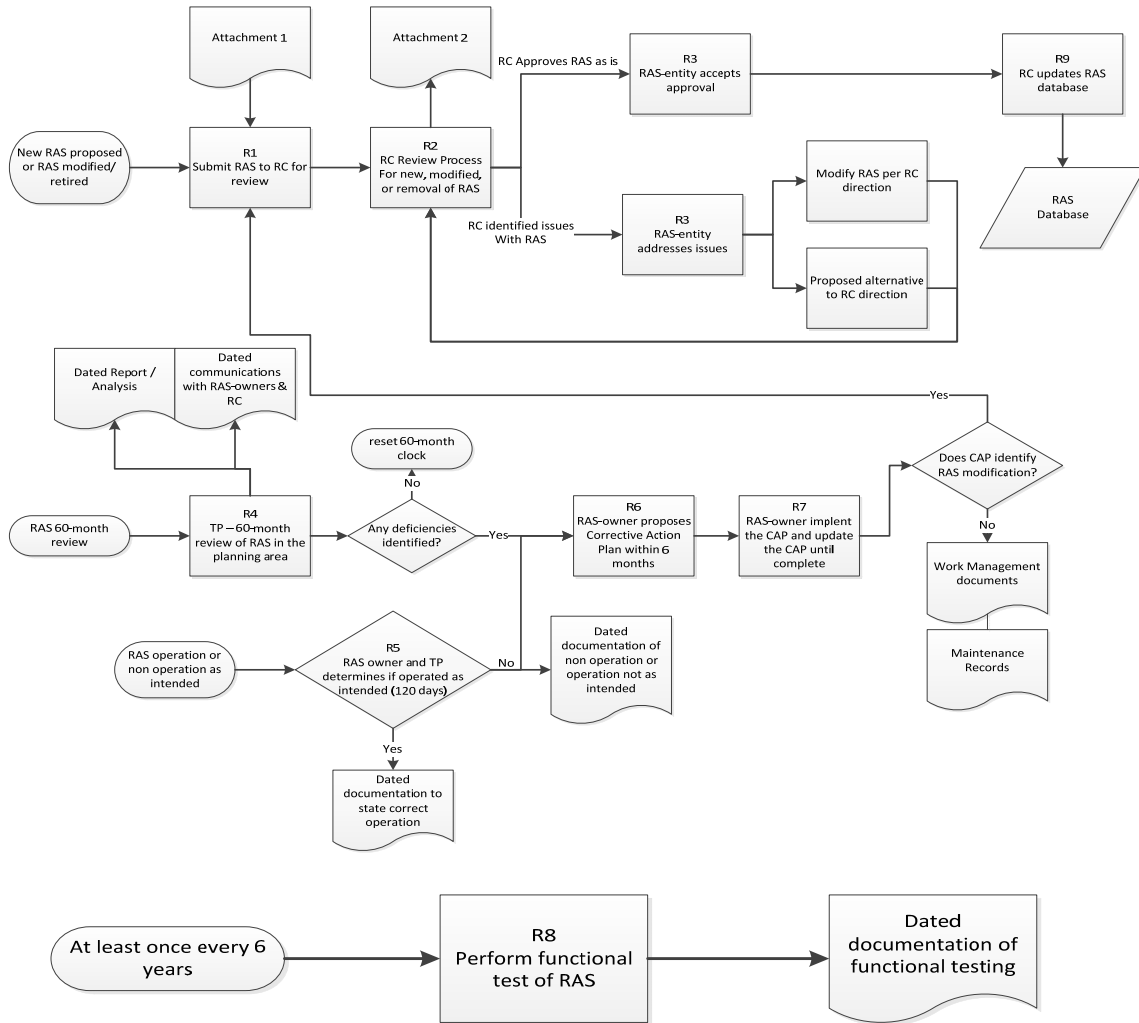 Attachment 1
Attachment 2
RC Approves RAS as is
R3
RAS-entity accepts
approval
R9
RC updates RAS
database
New RAS proposed
or RAS modified/
retired
R1
Submit RAS to RC for
review
R2
RC Review Process
For new, modified,
or removal of RAS
Modify RAS per RC
direction
RAS
Database
RC identified issues
With RAS
R3
RAS-entity
addresses issues
Proposed alternative
to RC direction
Dated Report /
Analysis
Dated
communications
with RAS-owners &
RC
Yes
reset 60-month
clock
No
Does CAP identify
RAS modification?
RAS 60-month
review
R4
TP – 60-month
review of RAS in the
planning area
Any deficiencies
identified?
Yes
R6
RAS-owner proposes
Corrective Action
Plan within 6
months
R7
RAS-owner implent
the CAP and update
the CAP until
complete
No
Work Management
documents
Maintenance
Records
RAS operation or
non operation as
intended
R5
RAS owner and TP
determines if operated as
intended (120 days)
No
Dated
documentation of
non operation or
operation not as
intended
Yes
Dated
documentation to
state correct
operation
At least once every 6
years
R8
Perform functional
test of RAS
Dated
documentation of
functional testing